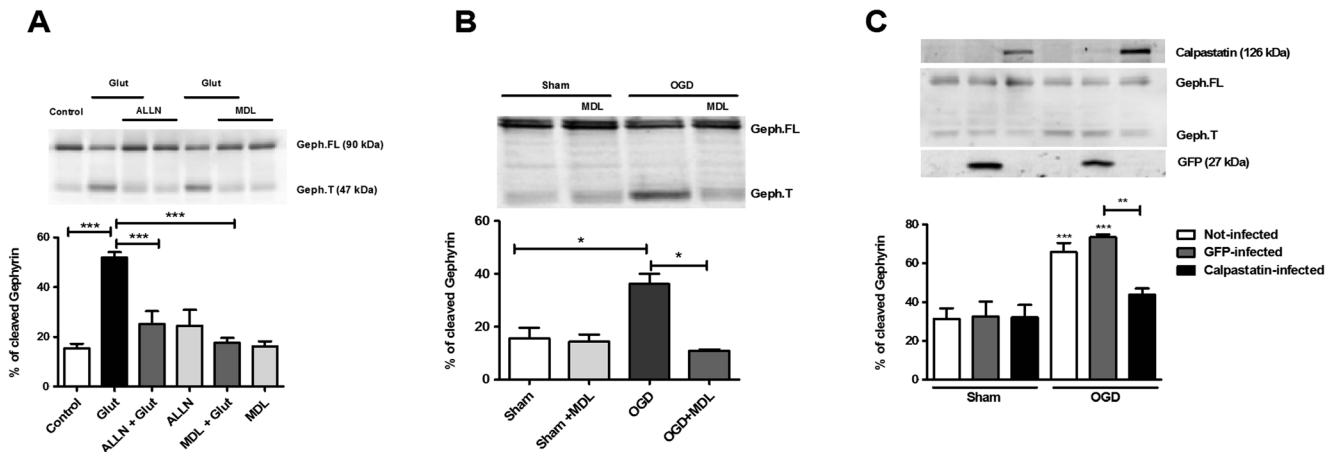 A
Glut
Glut
Control
ALLN
MDL
Geph.FL (90 kDa)
Geph.T (47 kDa)
***
***
***
% of cleaved Gephyrin
60
40
20
0
Control
Glut
ALLN + Glut
ALLN
MDL + Glut
MDL
B
Sham
OGD
MDL
MDL
Geph.FL
Geph.T
*
*
% of cleaved Gephyrin
60
40
20
0
Sham
Sham +MDL
OGD
OGD+MDL
C
Calpastatin (126 kDa)
Geph.FL
Geph.T
GFP (27 kDa)
**
***
***
% of cleaved Gephyrin
80
60
40
20
0
Sham
OGD
Not-infected
GFP-infected
Calpastatin-infected